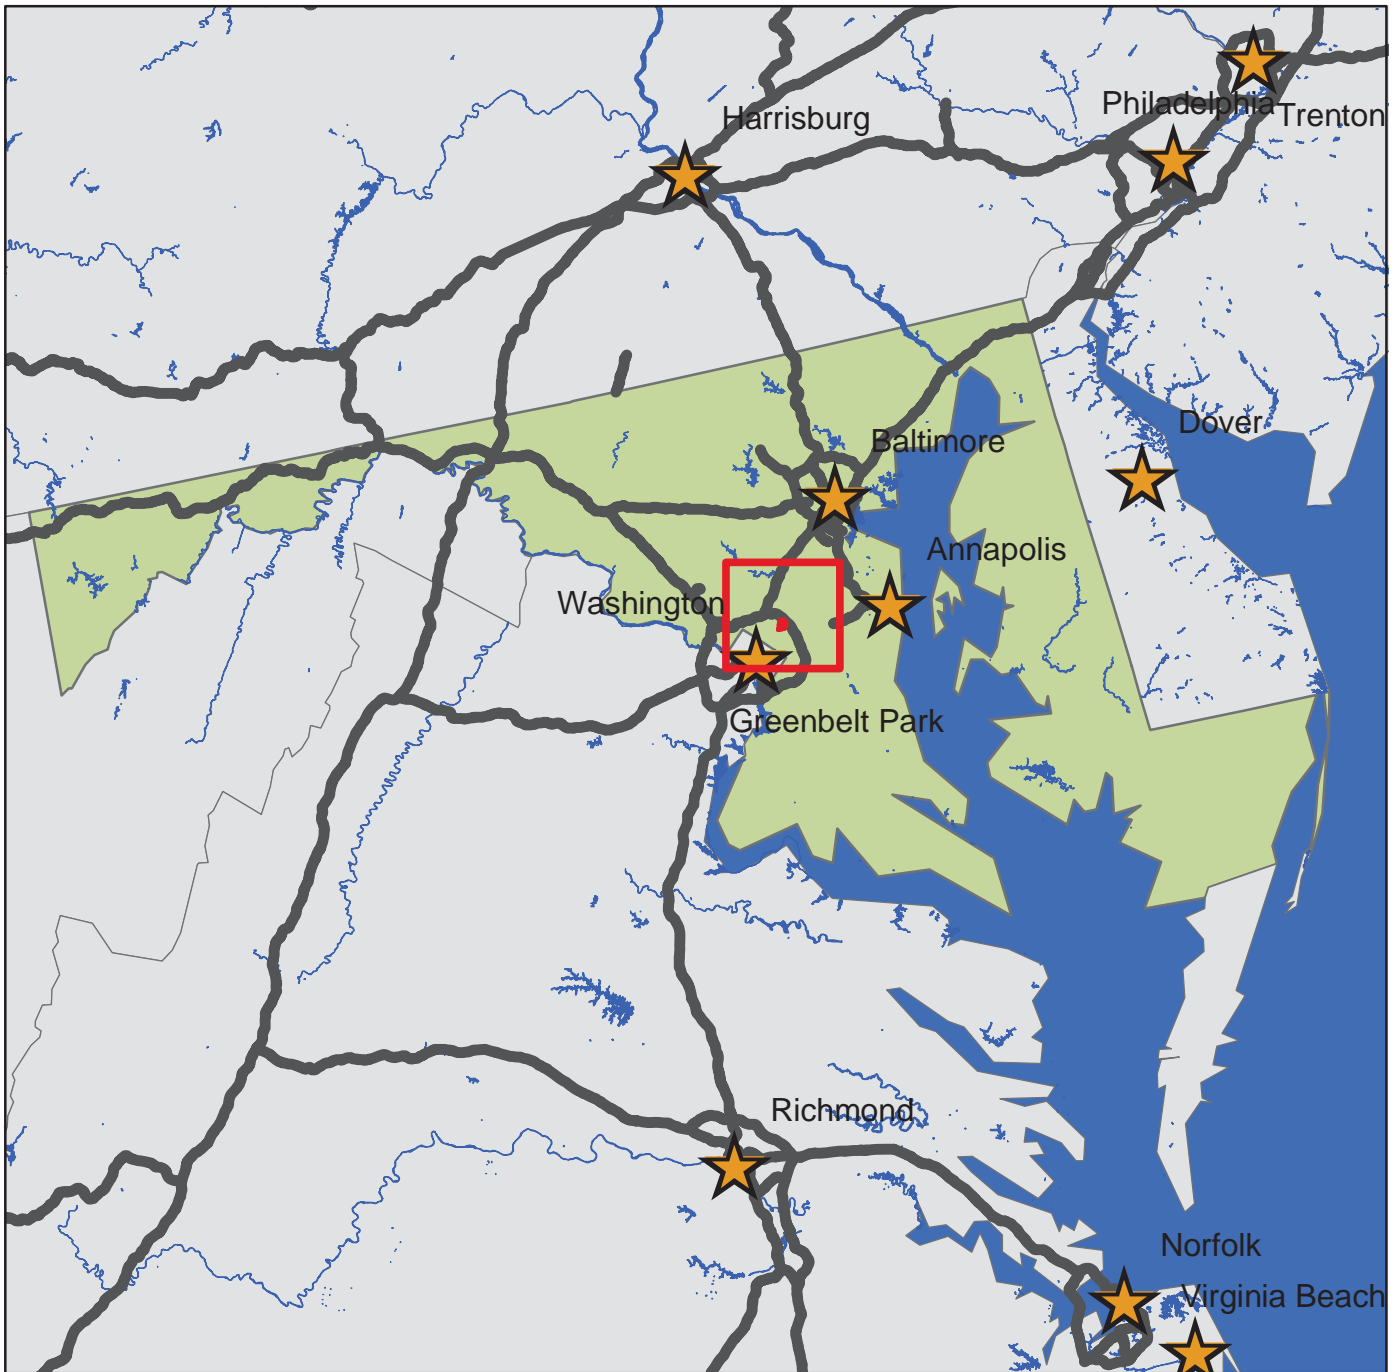 Philadelphia
Trenton
Harrisburg
Dover
Baltimore
Annapolis
Washington
Greenbelt Park
Richmond
Norfolk
Virginia Beach